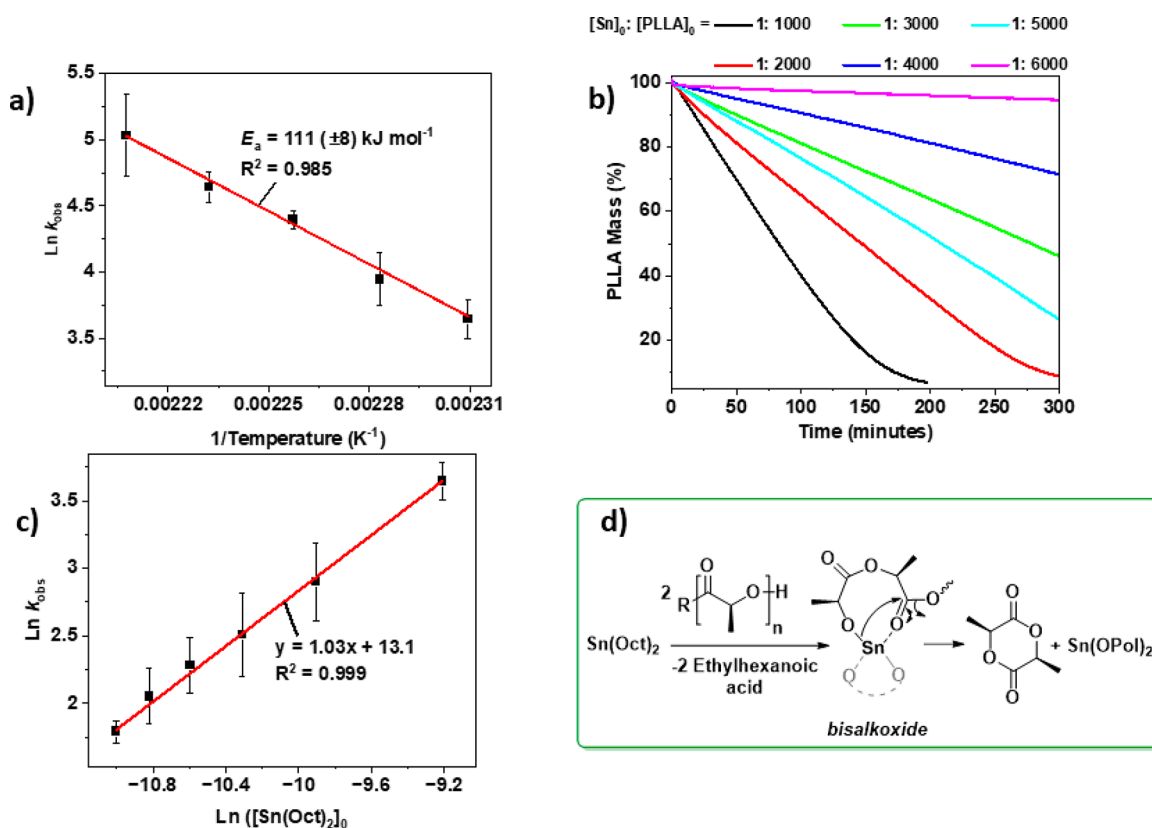 [Sn]₀: [PLLA]₀ = 1: 1000 1: 3000 1: 5000
1: 2000 1: 4000 1: 6000
a)
Ln k_obs
5.5
5
4.5
4
3.5
Eₐ = 111 (±8) kJ mol⁻¹
R² = 0.985
0.00222 0.00225 0.00228 0.00231
1/Temperature (K⁻¹)
b)
PLLA Mass (%)
100
80
60
40
20
0 50 100 150 200 250 300
Time (minutes)
c)
Ln k_obs
3.5
3
2.5
2
y = 1.03x + 13.1
R² = 0.999
−10.8 −10.4 −10 −9.6 −9.2
Ln ([Sn(Oct)₂]₀
d)
Sn(Oct)₂
2 R O O H n
-2 Ethylhexanoic
acid
O O O O O
Sn
O O
bisalkoxide
O O O O
+ Sn(OPol)₂